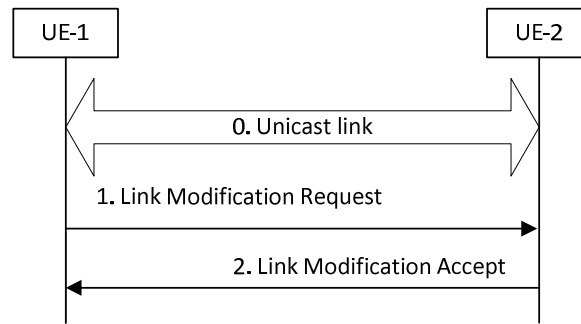 UE-1
UE-2
0. Unicast link
1. Link Modification Request
2. Link Modification Accept